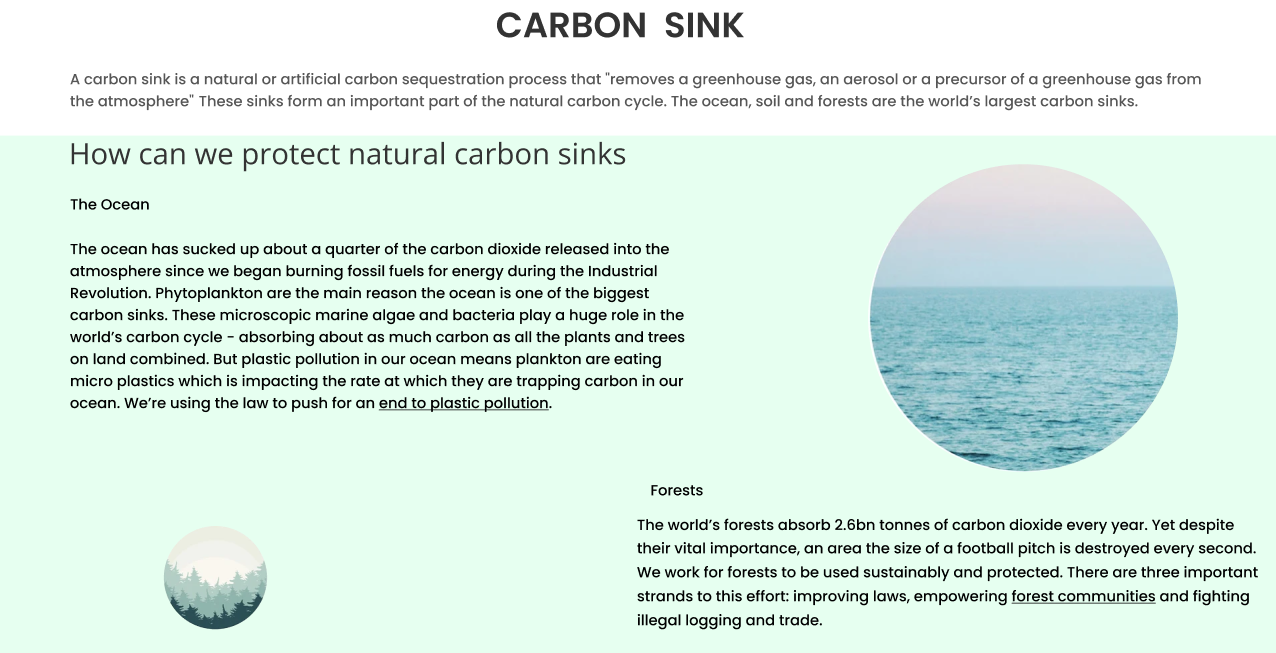 CARBON SINK
A carbon sink is a natural or artificial carbon sequestration process that "removes a greenhouse gas, an aerosol or a precursor of a greenhouse gas from
the atmosphere" These sinks form an important part of the natural carbon cycle. The ocean, soil and forests are the world's largest carbon sinks.
How can we protect natural carbon sinks
The Ocean
The ocean has sucked up about a quarter of the carbon dioxide released into the
atmosphere since we began burning fossil fuels for energy during the Industrial
Revolution. Phytoplankton are the main reason the ocean is one of the biggest
carbon sinks. These microscopic marine algae and bacteria play a huge role in the
world's carbon cycle - absorbing about as much carbon as all the plants and trees
on land combined. But plastic pollution in our ocean means plankton are eating
micro plastics which is impacting the rate at which they are trapping carbon in our
ocean. We're using the law to push for an end to plastic pollution.
Forests
The world's forests absorb 2.6bn tonnes of carbon dioxide every year. Yet despite
their vital importance, an area the size of a football pitch is destroyed every second.
We work for forests to be used sustainably and protected. There are three important
strands to this effort: improving laws, empowering forest communities and fighting
illegal logging and trade.